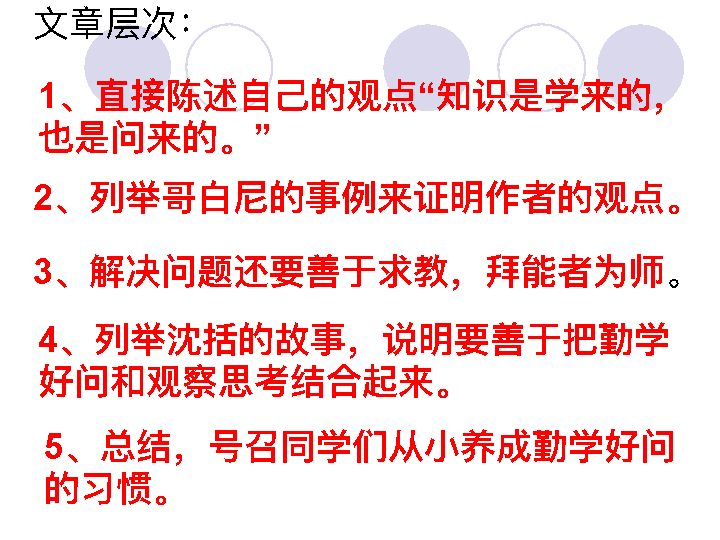 文章层次：
1、直接陈述自己的观点“知识是学来的，
也是问来的。”
2、列举哥白尼的事例来证明作者的观点。
3、解决问题还要善于求教，拜能者为师。
4、列举沈括的故事，说明要善于把勤学
好问和观察思考结合起来。
5、总结，号召同学们从小养成勤学好问
的习惯。